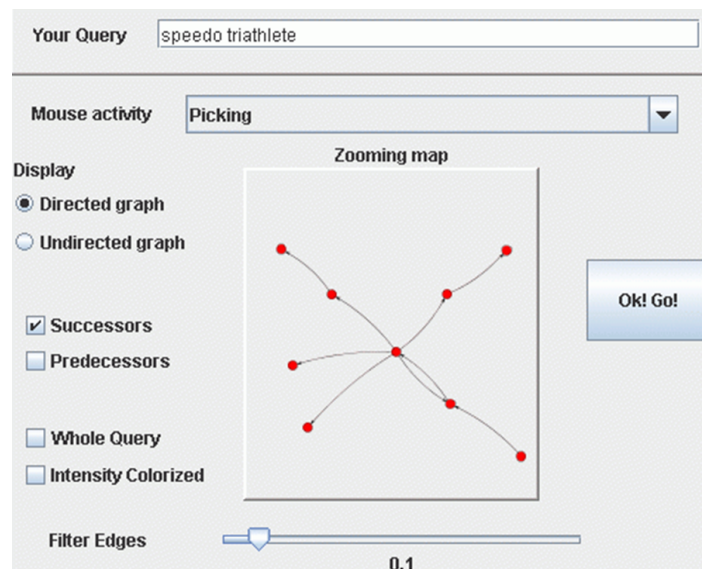 Your Query
speedo triathlete
Mouse activity
Picking
Zooming map
Display
Directed graph
Undirected graph
Ok! Go!
Successors
Predecessors
Whole Query
Intensity Colorized
Filter Edges
0.1